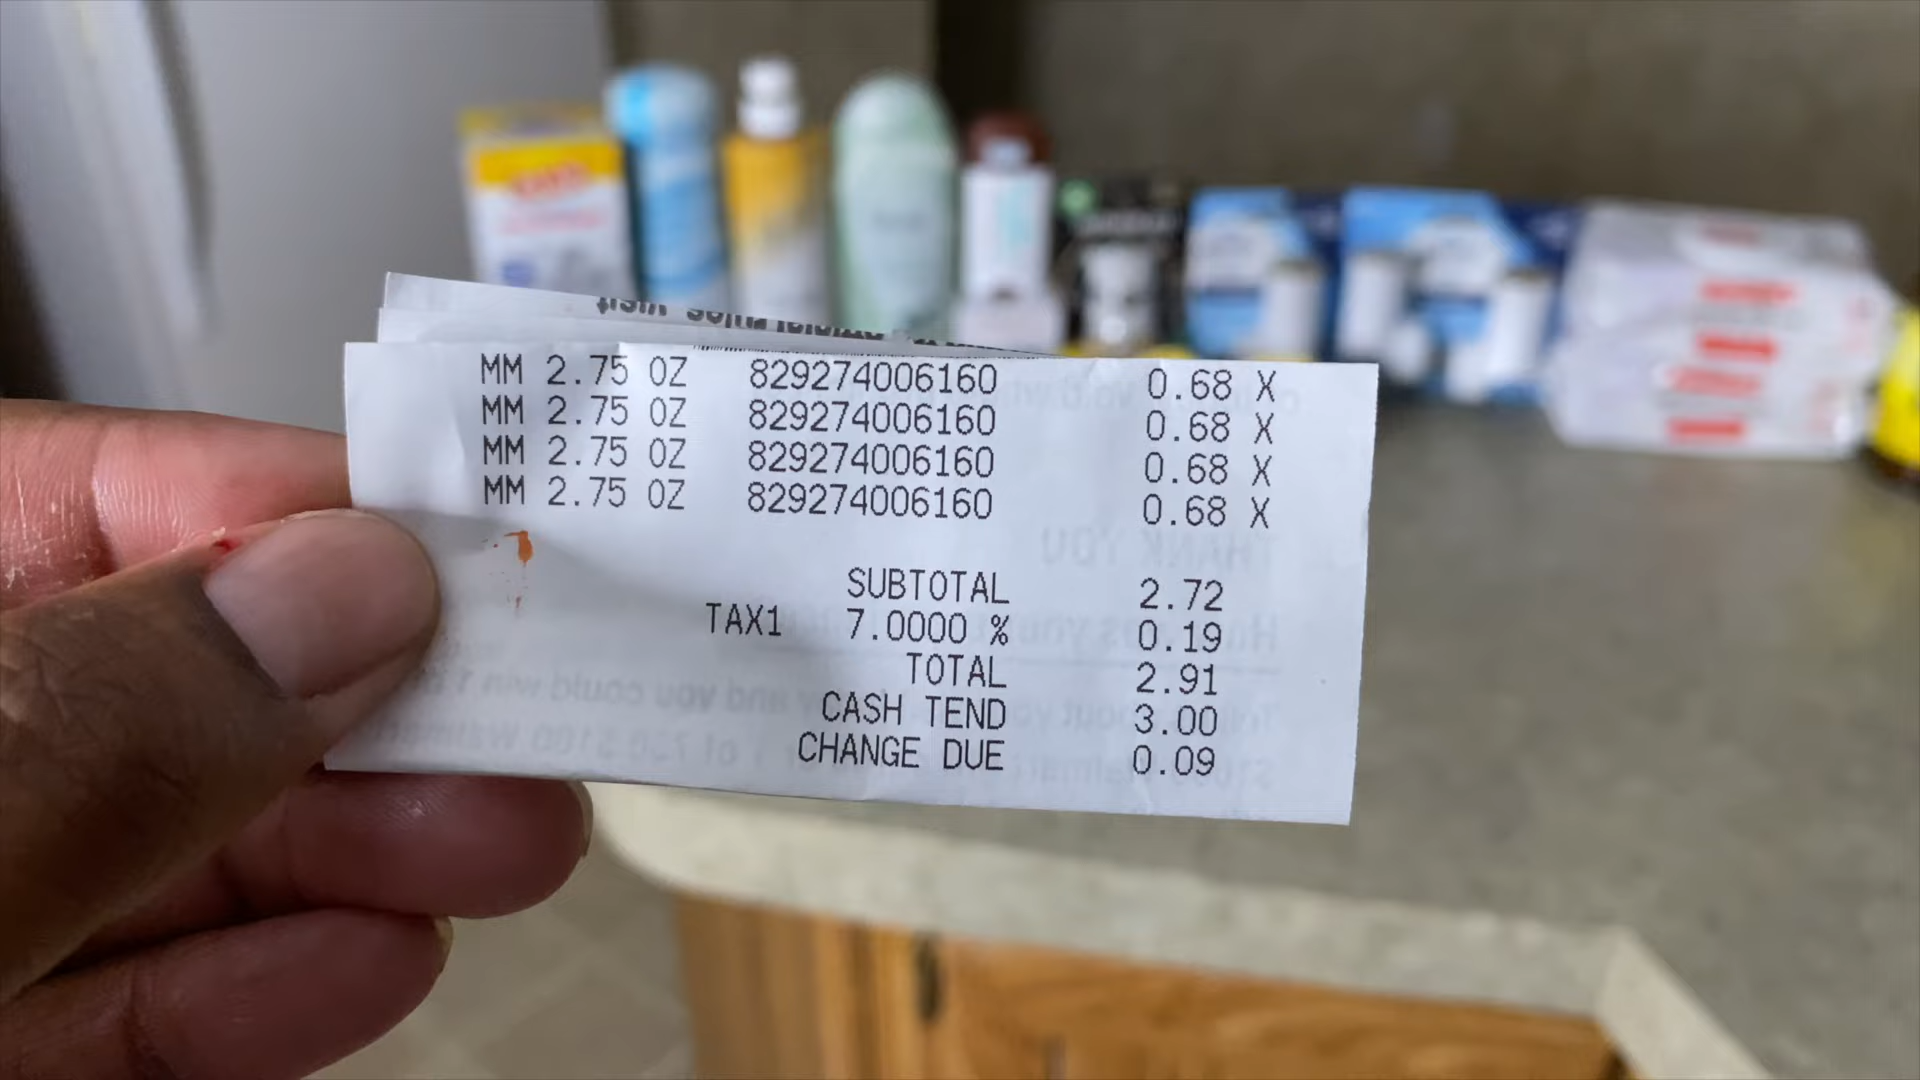 MM 2.75 OZ 829274006160 0.68 X
MM 2.75 OZ 829274006160 0.68 X
MM 2.75 OZ 829274006160 0.68 X
MM 2.75 OZ 829274006160 0.68 X
SUBTOTAL 2.72
TAX1 7.0000 % 0.19
TOTAL 2.91
CASH TEND 3.00
CHANGE DUE 0.09